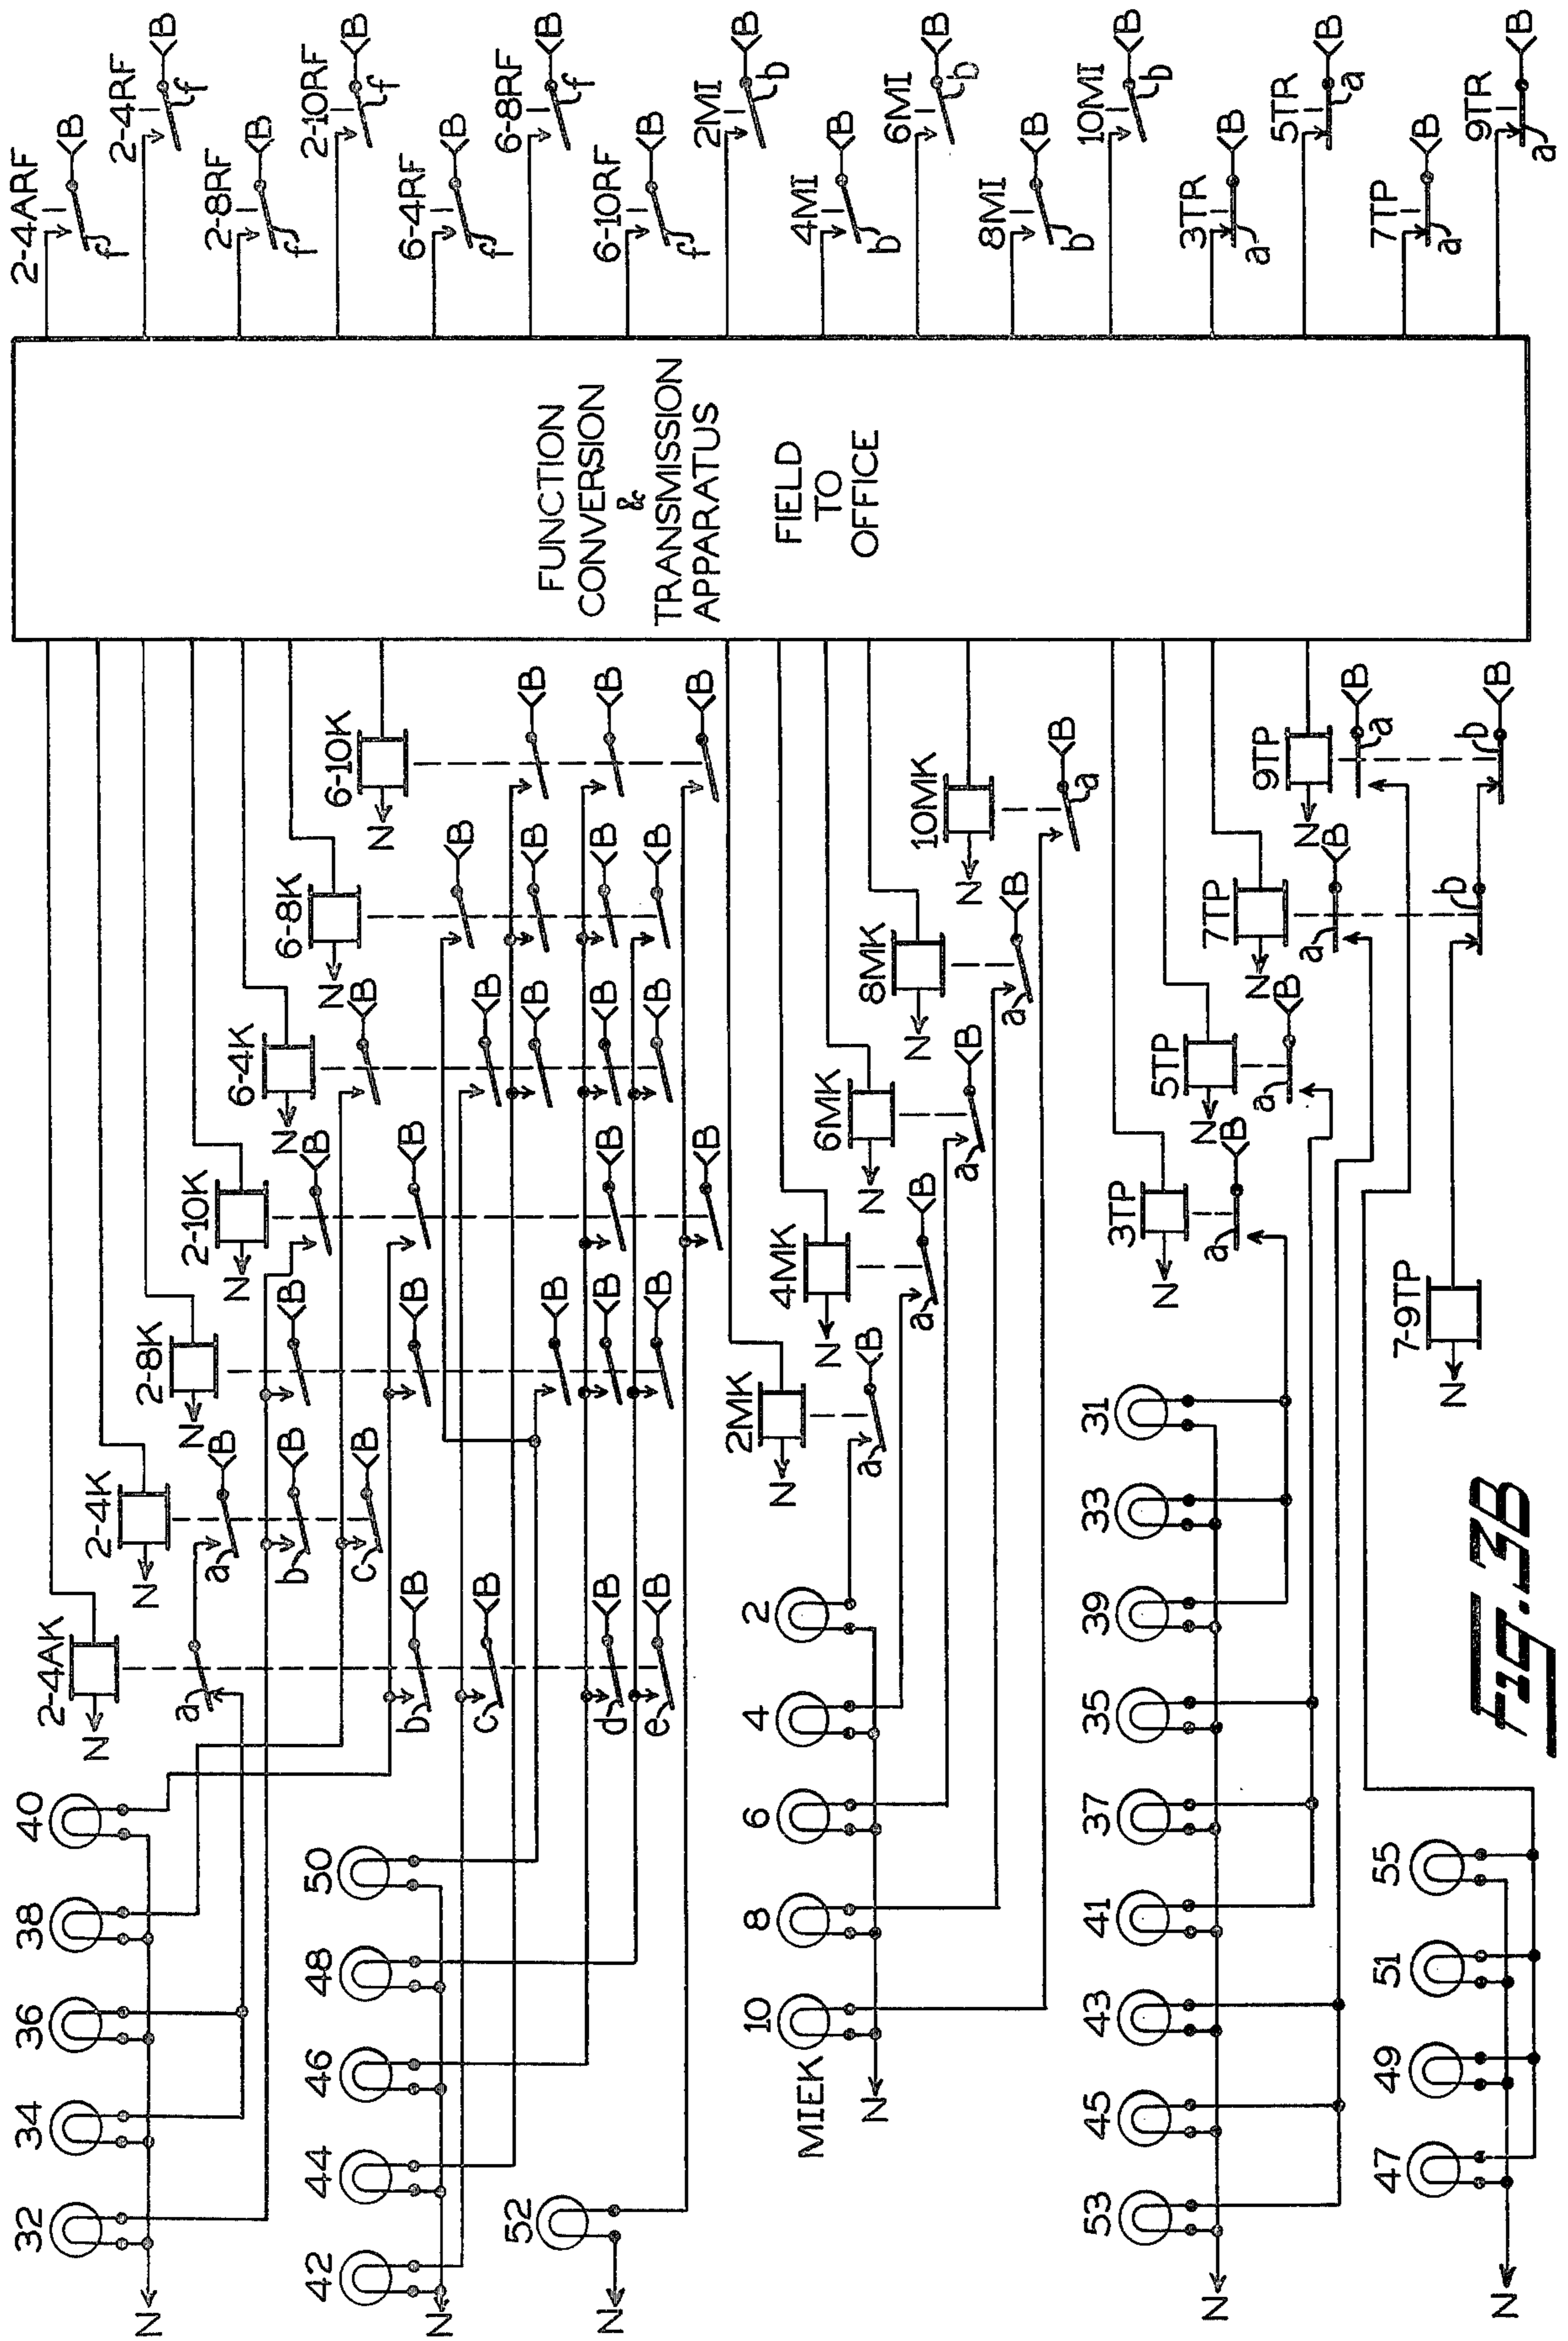 2-4ARF
B
f
2-4RF
B
f
2-8RF
B
f
2-10RF
B
f
6-4RF
B
f
6-8RF
B
f
6-10RF
B
f
2MI
B
b
4MI
B
b
6MI
B
b
8MI
B
b
10MI
B
b
3TR
B
a
5TR
B
a
7TP
B
a
9TR
B
a
FUNCTION
CONVERSION
&
TRANSMISSION
APPARATUS
FIELD
TO
OFFICE
2-4AK
N
a
b
B
c
B
d
B
e
B
2-4K
N
a
B
b
B
c
B
2-8K
N
B
B
B
B
B
2-10K
N
B
B
B
B
6-4K
N
B
B
B
B
B
6-8K
N
B
B
B
B
6-10K
N
B
B
B
2MK
N
a
B
4MK
N
a
B
6MK
N
a
B
8MK
N
a
B
10MK
N
a
B
3TP
N
a
B
5TP
N
a
B
7TP
N
a
B
b
9TP
N
a
B
b
B
7-9TP
N
32
34
36
38
40
N
42
44
46
48
50
N
52
N
MIEK
10
8
6
4
2
N
53
45
43
41
37
35
39
33
31
N
47
49
51
55
N
Fig. 3B